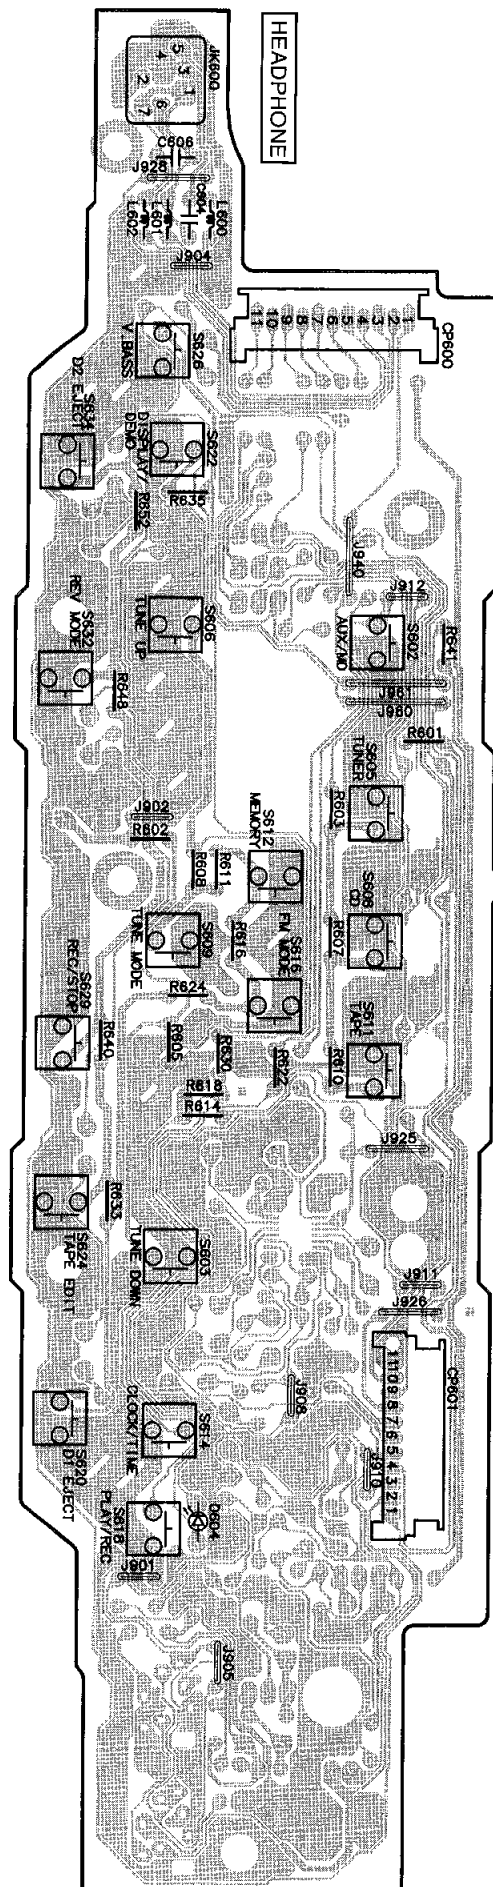 HEADPHONE
JK600
5
3
1
4
2
6
7
C606
J928
C904
L600
L601
L602
J904
CP600
1
2
3
4
5
6
7
8
9
10
11
S626
V.BASS
S634
D2 EJECT
S622
DISPLAY/
DEMO
R635
R652
J940
J912
S602
AUX/MD
R641
J961
J960
R601
S606
TUNE UP
S632
REV MODE
R648
S605
TUNER
R603
J902
R602
S612
MEMORY
R611
R608
S608
CD
R607
S616
FM MODE
R616
S609
TUNE MODE
R624
S628
REC/STOP
R640
R605
R630
R622
S611
TAPE
R610
R618
R614
J925
R633
S624
TAPE EDIT
S603
TUNE DOWN
J911
J926
CP601
11 10 9 8 7 6 5 4 3 2 1
J908
J910
S614
CLOCK/TIME
S620
D1 EJECT
D604
S618
PLAY/REC
J901
J905